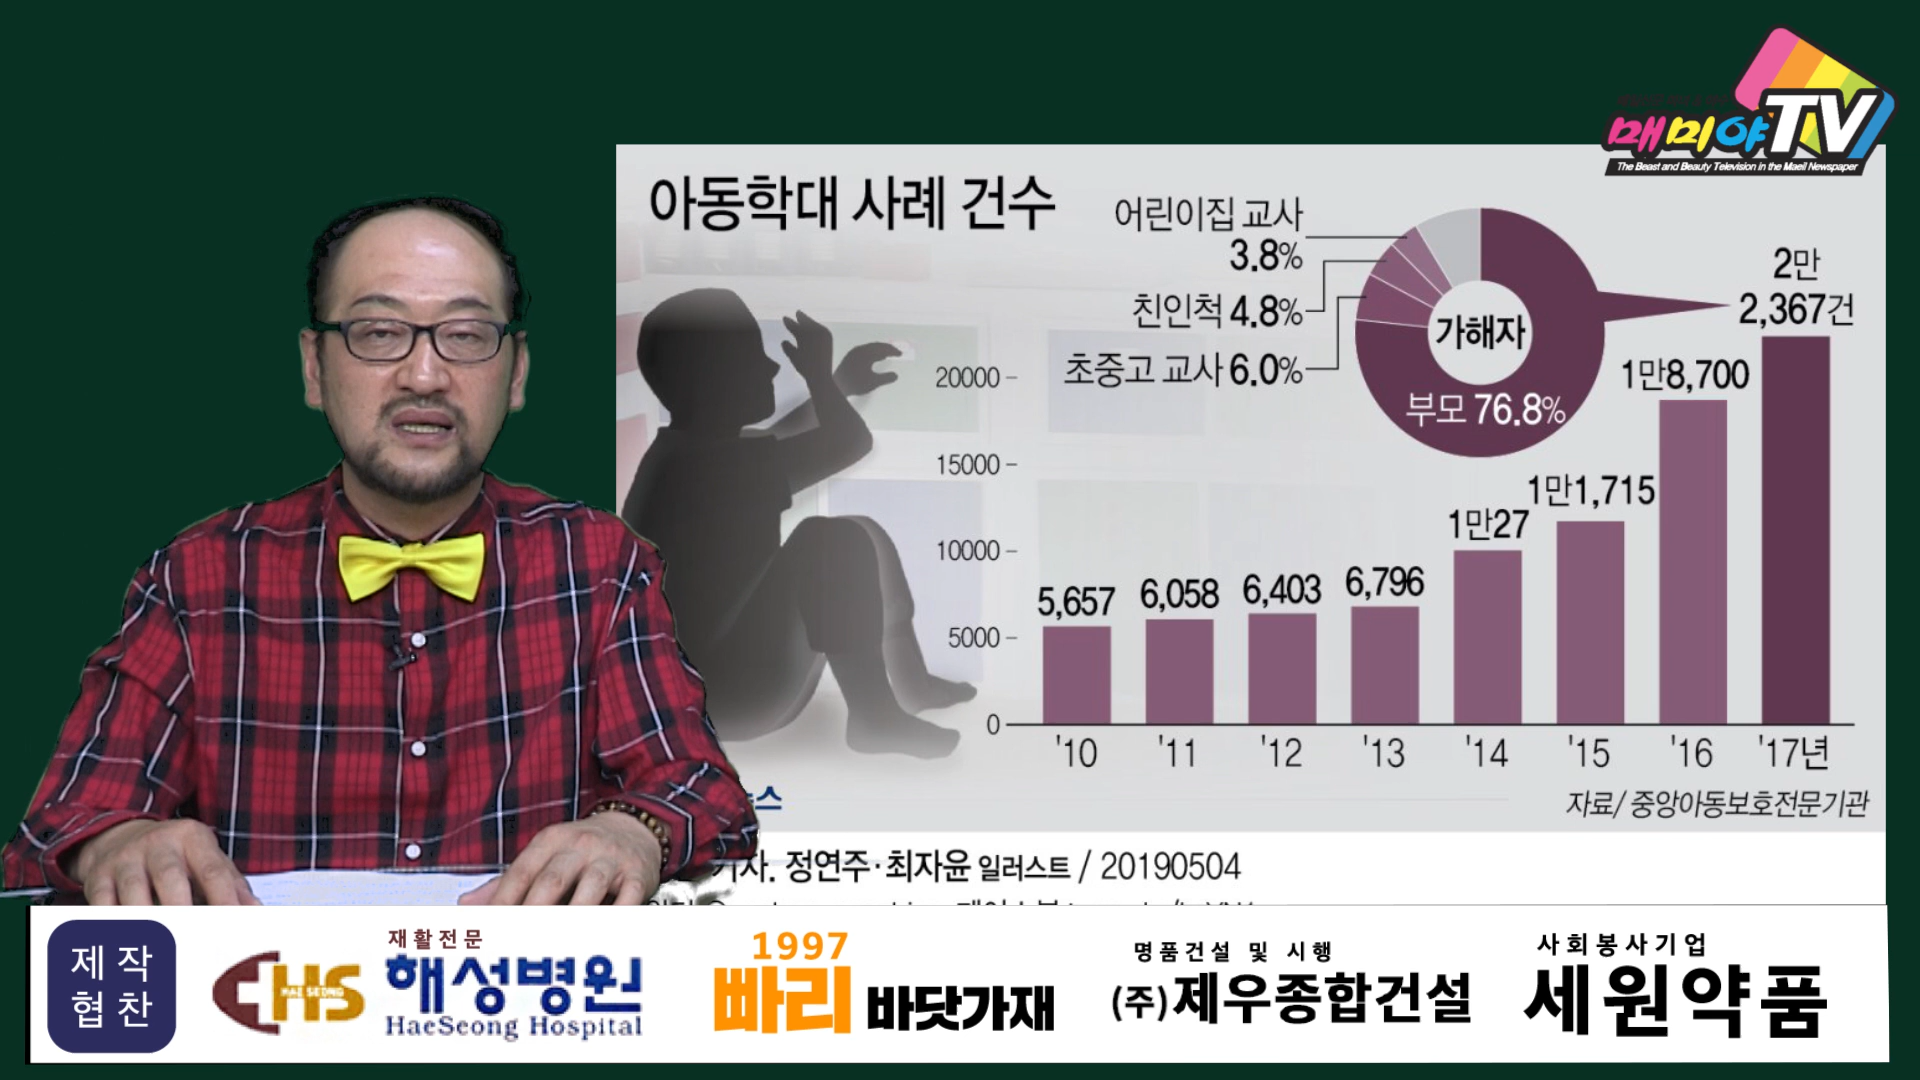 매미야TV
The Beast and Beauty Television in the Maeil Newspaper
아동학대 사례 건수
어린이집 교사
3.8%
친인척 4.8%
초중고 교사 6.0%
가해자
부모 76.8%
2만
2,367건
1만8,700
1만1,715
1만27
6,796
6,403
6,058
5,657
20000
15000
10000
5000
0
'10 '11 '12 '13 '14 '15 '16 '17년
자료/ 중앙아동보호전문기관
정연주·최자윤 일러스트 / 20190504
제작
협찬
HAE SEONG
HS
재활전문
해성병원
HaeSeong Hospital
1997
빠리 바닷가재
명품건설 및 시행
(주)제우종합건설
사회봉사기업
세원약품